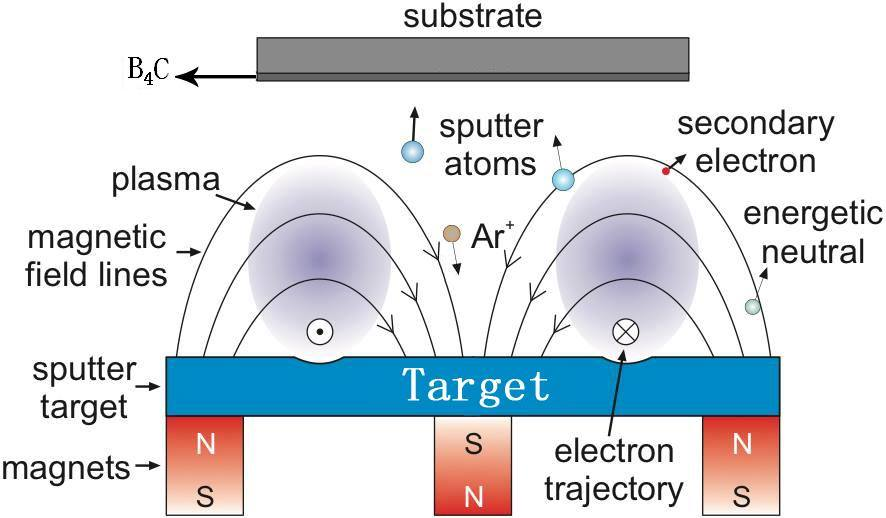 substrate
B₄C
sputter
atoms
secondary
electron
plasma
magnetic
field lines
Ar⁺
energetic
neutral
sputter
target
Target
magnets
N
S
S
N
N
S
electron
trajectory